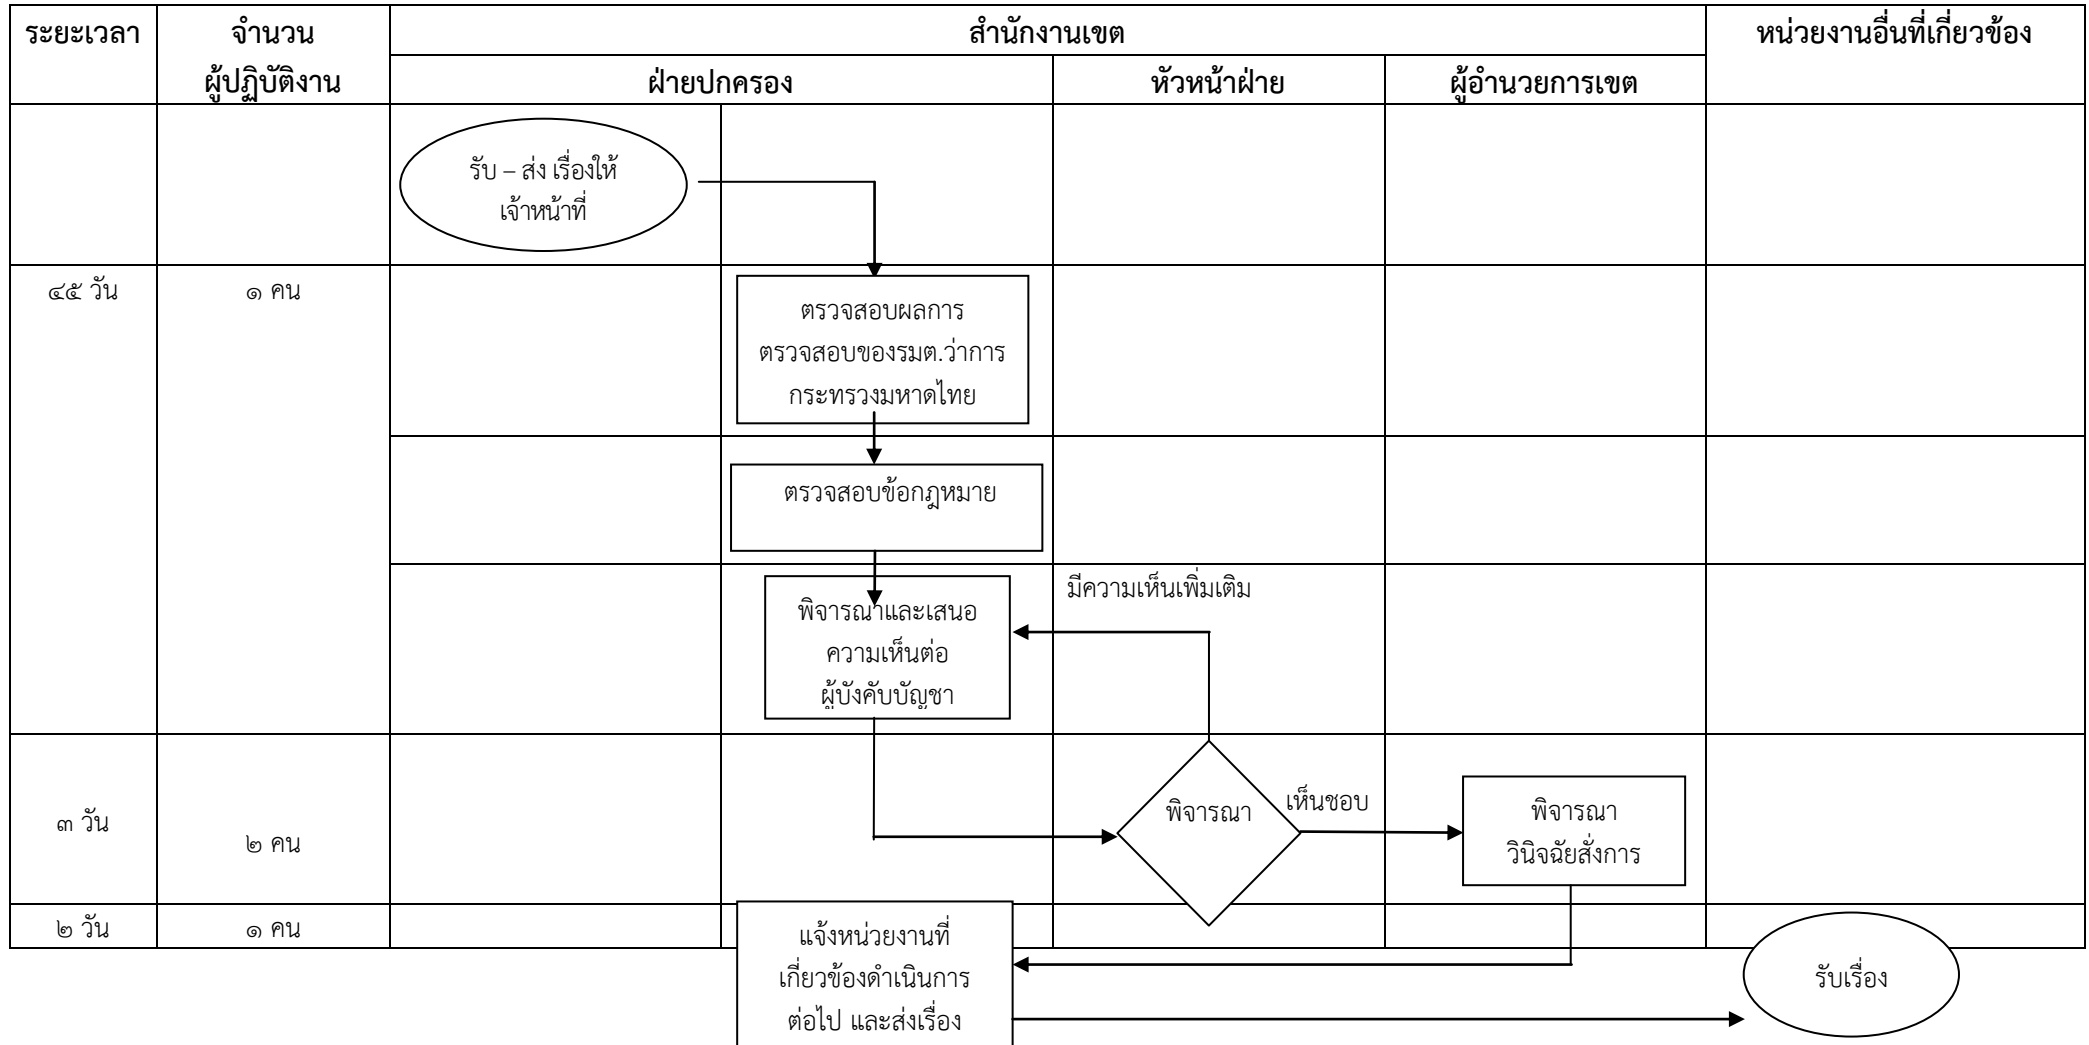 ระยะเวลา
จำนวน
ผู้ปฏิบัติงาน
สำนักงานเขต
หน่วยงานอื่นที่เกี่ยวข้อง
ฝ่ายปกครอง
หัวหน้าฝ่าย
ผู้อำนวยการเขต
รับ – ส่ง เรื่องให้
เจ้าหน้าที่
๔๕ วัน
๑ คน
ตรวจสอบผลการ
ตรวจสอบของรมต.ว่าการ
กระทรวงมหาดไทย
ตรวจสอบข้อกฎหมาย
พิจารณาและเสนอ
ความเห็นต่อ
ผู้บังคับบัญชา
มีความเห็นเพิ่มเติม
๓ วัน
๒ คน
พิจารณา
เห็นชอบ
พิจารณา
วินิจฉัยสั่งการ
๒ วัน
๑ คน
แจ้งหน่วยงานที่
เกี่ยวข้องดำเนินการ
ต่อไป และส่งเรื่อง
รับเรื่อง